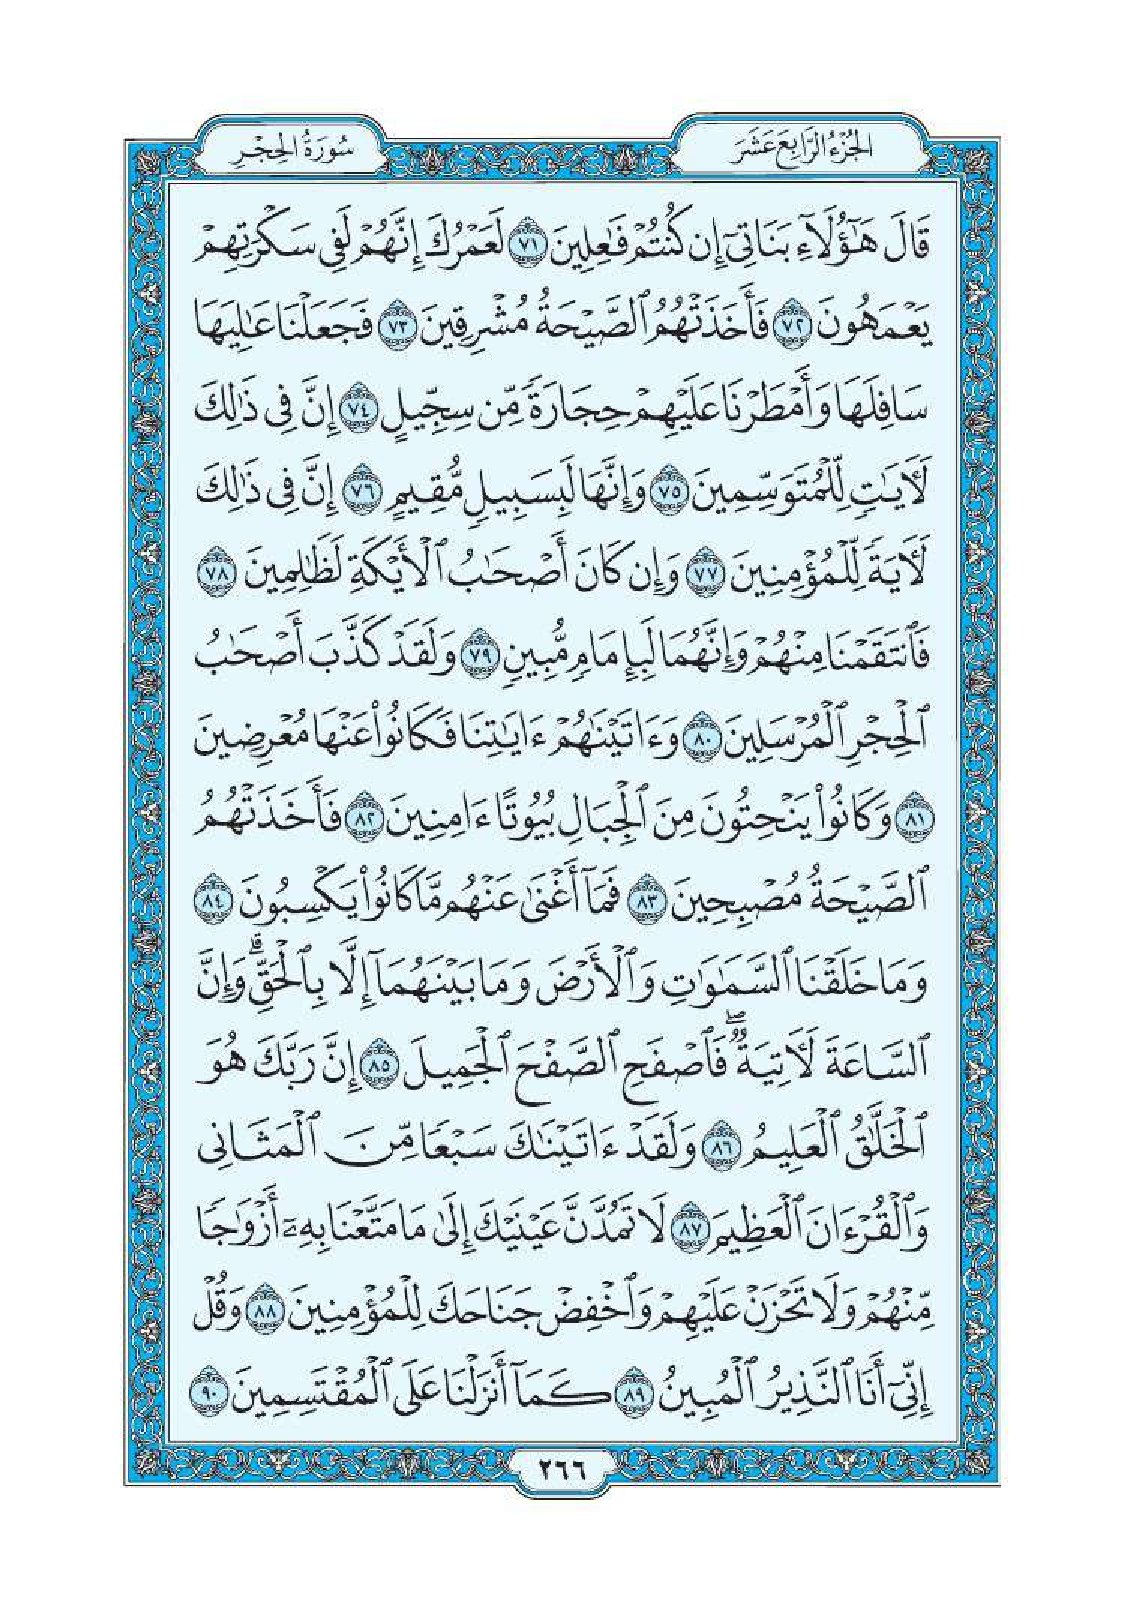 الجُزْءُ الرَّابِعَ عَشَرَ
سُورَةُ الحِجْرِ
قَالَ هَٰٓؤُلَآءِ بَنَاتِىٓ إِن كُنتُمْ فَٰعِلِينَ ٧١ لَعَمْرُكَ إِنَّهُمْ لَفِى سَكْرَتِهِمْ
يَعْمَهُونَ ٧٢ فَأَخَذَتْهُمُ ٱلصَّيْحَةُ مُشْرِقِينَ ٧٣ فَجَعَلْنَا عَٰلِيَهَا
سَافِلَهَا وَأَمْطَرْنَا عَلَيْهِمْ حِجَارَةً مِّن سِجِّيلٍ ٧٤ إِنَّ فِى ذَٰلِكَ
لَءَايَٰتٍ لِّلْمُتَوَسِّمِينَ ٧٥ وَإِنَّهَا لَبِسَبِيلٍ مُّقِيمٍ ٧٦ إِنَّ فِى ذَٰلِكَ
لَءَايَةً لِّلْمُؤْمِنِينَ ٧٧ وَإِن كَانَ أَصْحَٰبُ ٱلْأَيْكَةِ لَظَٰلِمِينَ ٧٨
فَٱنتَقَمْنَا مِنْهُمْ وَإِنَّهُمَا لَبِإِمَامٍ مُّبِينٍ ٧٩ وَلَقَدْ كَذَّبَ أَصْحَٰبُ
ٱلْحِجْرِ ٱلْمُرْسَلِينَ ٨٠ وَءَاتَيْنَٰهُمْ ءَايَٰتِنَا فَكَانُوا۟ عَنْهَا مُعْرِضِينَ
٨١ وَكَانُوا۟ يَنْحِتُونَ مِنَ ٱلْجِبَالِ بُيُوتًا ءَامِنِينَ ٨٢ فَأَخَذَتْهُمُ
ٱلصَّيْحَةُ مُصْبِحِينَ ٨٣ فَمَآ أَغْنَىٰ عَنْهُم مَّا كَانُوا۟ يَكْسِبُونَ ٨٤
وَمَا خَلَقْنَا ٱلسَّمَٰوَٰتِ وَٱلْأَرْضَ وَمَا بَيْنَهُمَآ إِلَّا بِٱلْحَقِّ ۗ وَإِنَّ
ٱلسَّاعَةَ لَءَاتِيَةٌ ۖ فَٱصْفَحِ ٱلصَّفْحَ ٱلْجَمِيلَ ٨٥ إِنَّ رَبَّكَ هُوَ
ٱلْخَلَّٰقُ ٱلْعَلِيمُ ٨٦ وَلَقَدْ ءَاتَيْنَٰكَ سَبْعًا مِّنَ ٱلْمَثَانِى
وَٱلْقُرْءَانَ ٱلْعَظِيمَ ٨٧ لَا تَمُدَّنَّ عَيْنَيْكَ إِلَىٰ مَا مَتَّعْنَا بِهِۦٓ أَزْوَٰجًا
مِّنْهُمْ وَلَا تَحْزَنْ عَلَيْهِمْ وَٱخْفِضْ جَنَاحَكَ لِلْمُؤْمِنِينَ ٨٨ وَقُلْ
إِنِّىٓ أَنَا ٱلنَّذِيرُ ٱلْمُبِينُ ٨٩ كَمَآ أَنزَلْنَا عَلَى ٱلْمُقْتَسِمِينَ ٩٠
٢٦٦